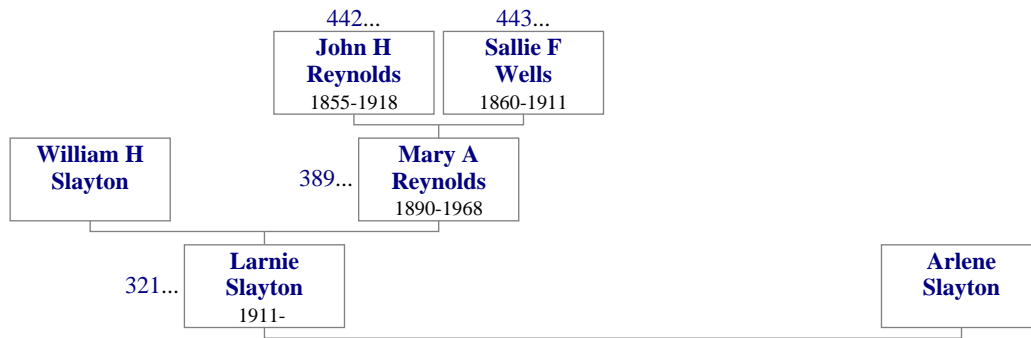 442...
443...
John H
Reynolds
1855-1918
Sallie F
Wells
1860-1911
William H
Slayton
389...
Mary A
Reynolds
1890-1968
321...
Larnie
Slayton
1911-
Arlene
Slayton